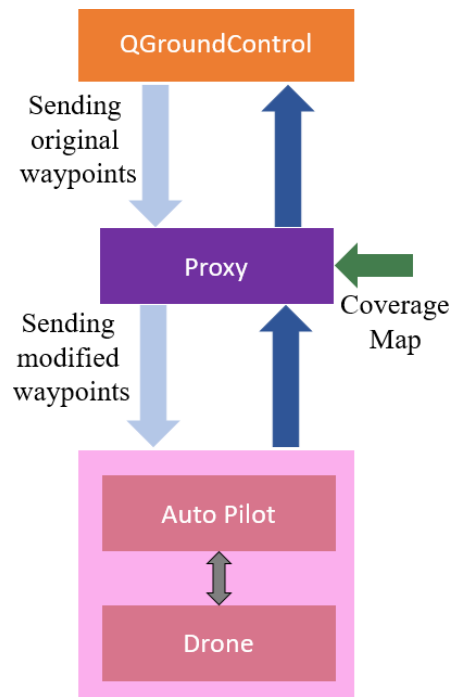 QGroundControl
Sending
original
waypoints
Proxy
Coverage
Map
Sending
modified
waypoints
Auto Pilot
Drone